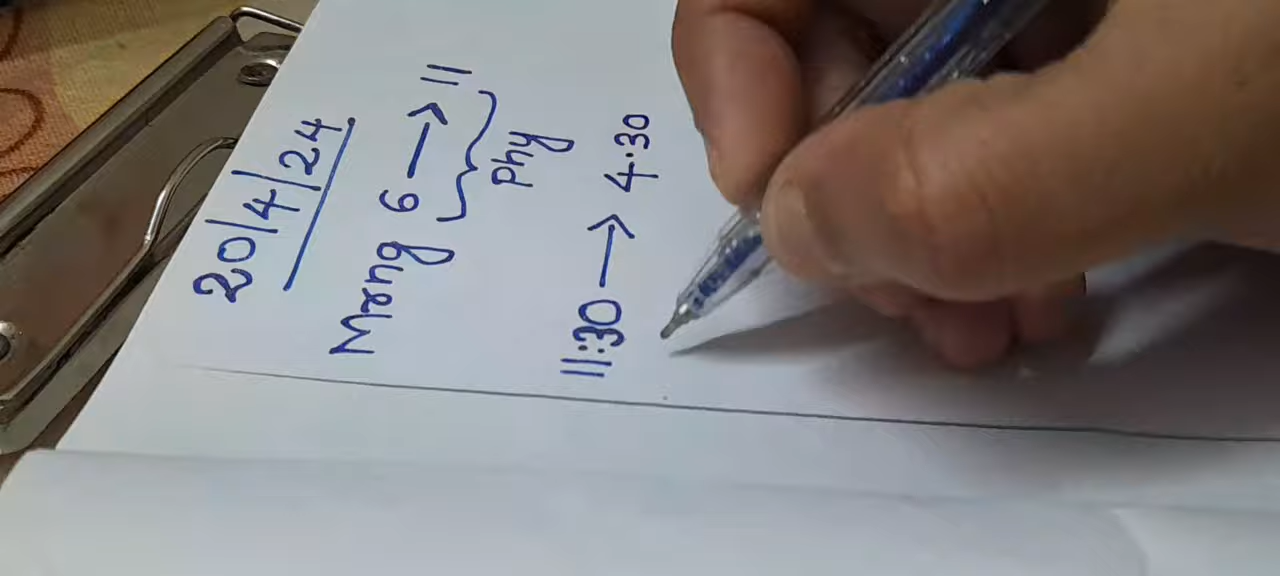 20/4/24
Mrng 6 → 11
Phy
11:30 → 4.30